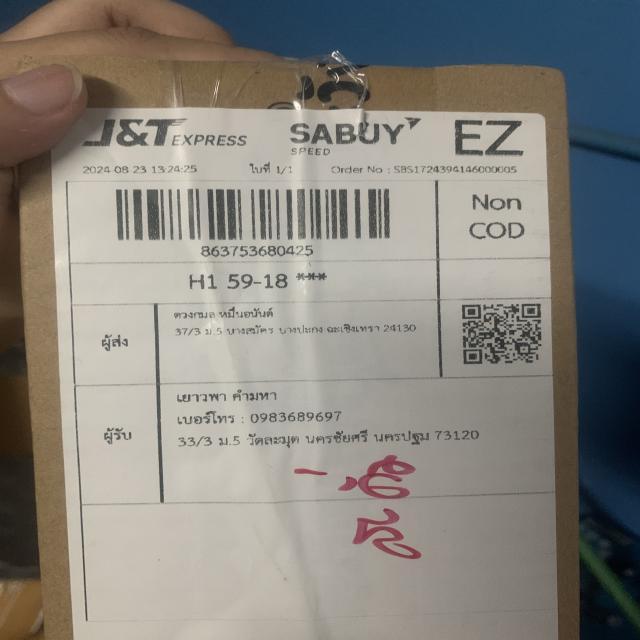 J&T EXPRESS SABUY SPEED EZ
2024-08-23 13:24:25 ใบที่ 1/1 Order No : SBS1724394146000005
Non
COD
863753680425
H1 59-18 ***
ผู้ส่ง
ดวงกมล หมื่นอนันต์
37/3 ม.5 บางสมัคร บางปะกง ฉะเชิงเทรา 24130
ผู้รับ
เยาวพา คำมหา
เบอร์โทร : 0983689697
33/3 ม.5 วัดละมุด นครชัยศรี นครปฐม 73120